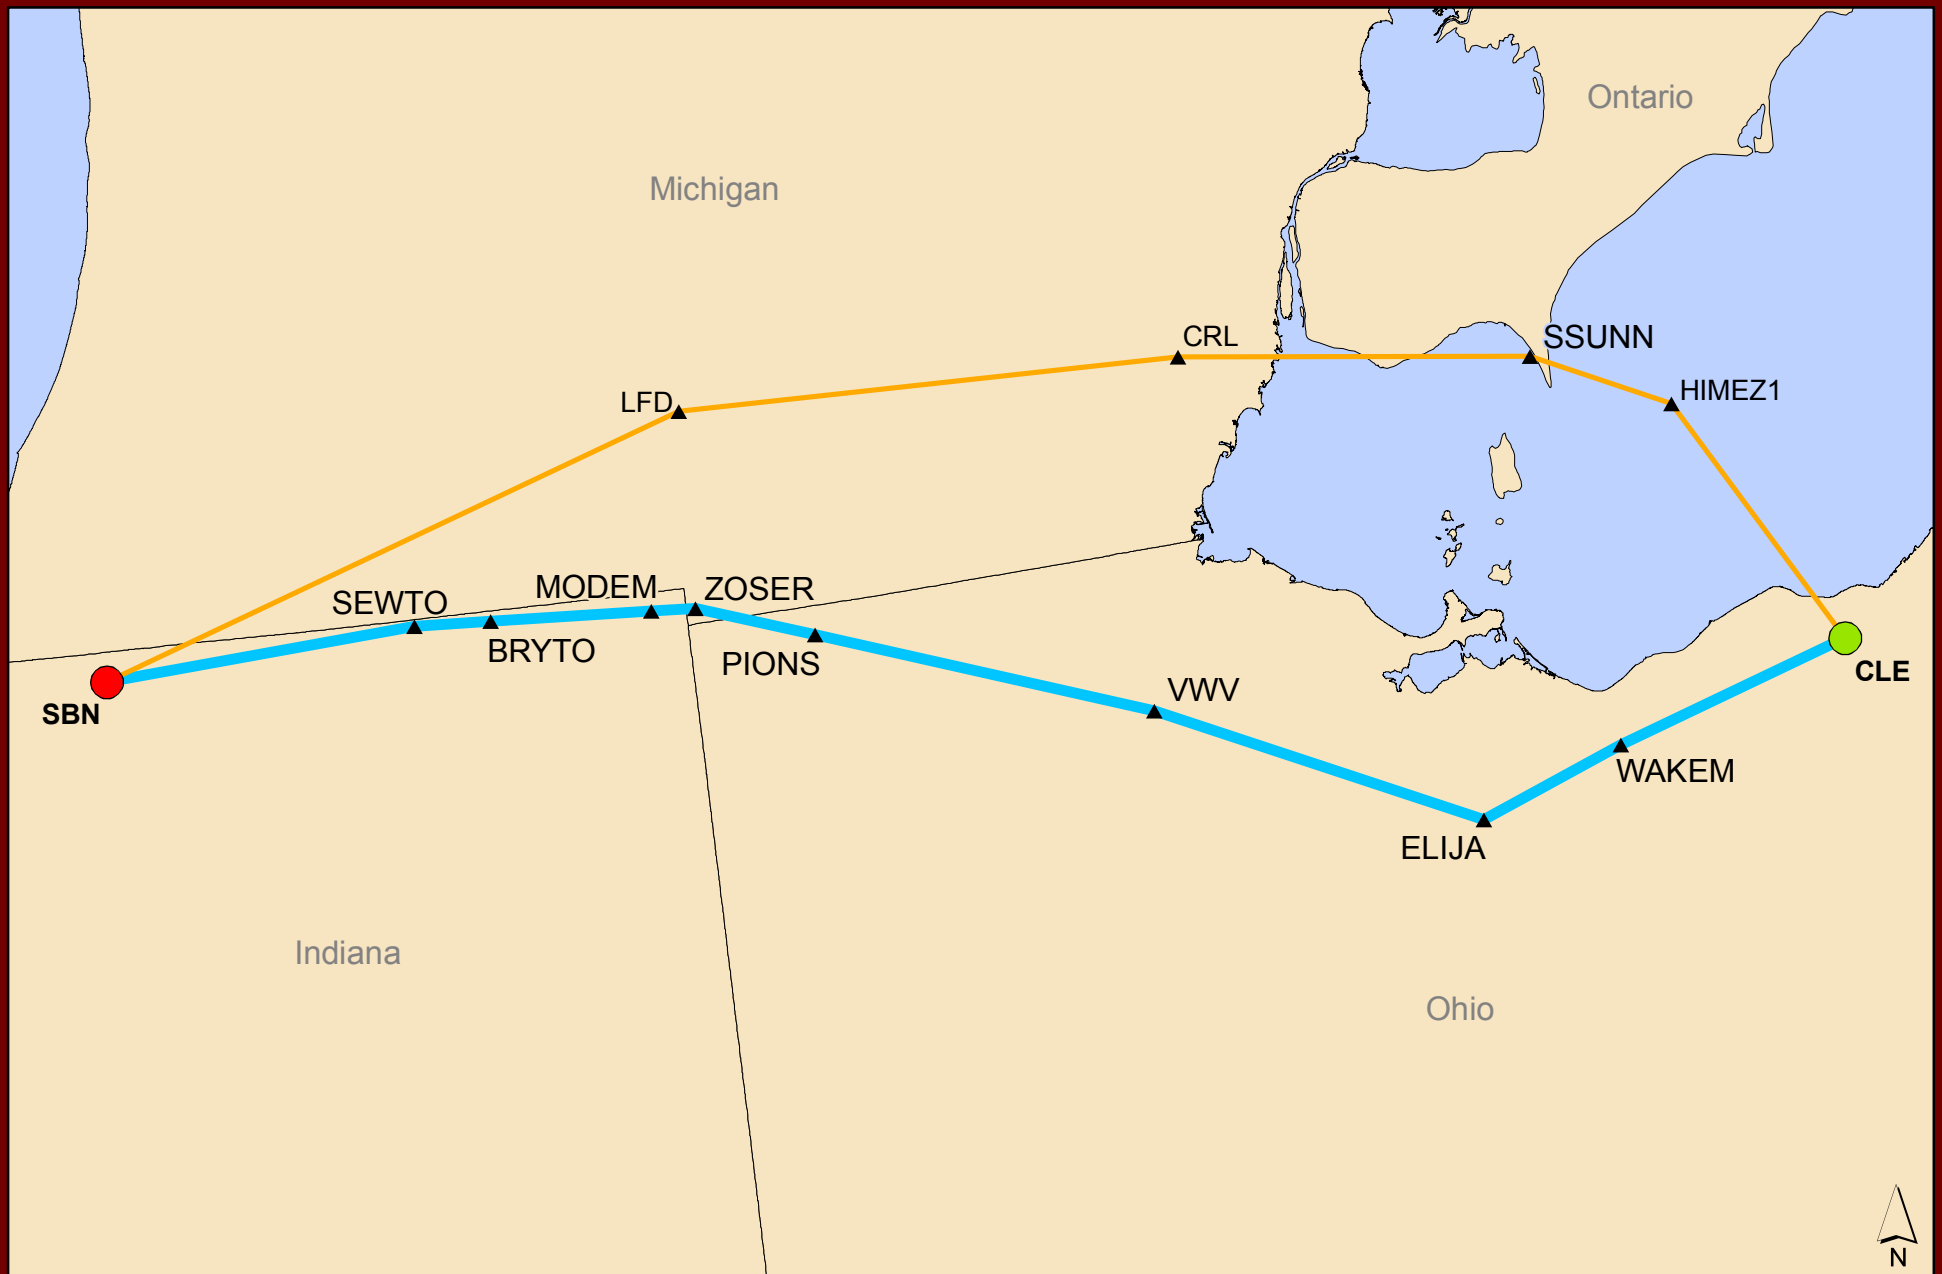 Ontario
Michigan
CRL
SSUNN
HIMEZ1
LFD
MODEM
ZOSER
SEWTO
BRYTO
PIONS
CLE
VWV
SBN
WAKEM
ELIJA
Indiana
Ohio
N